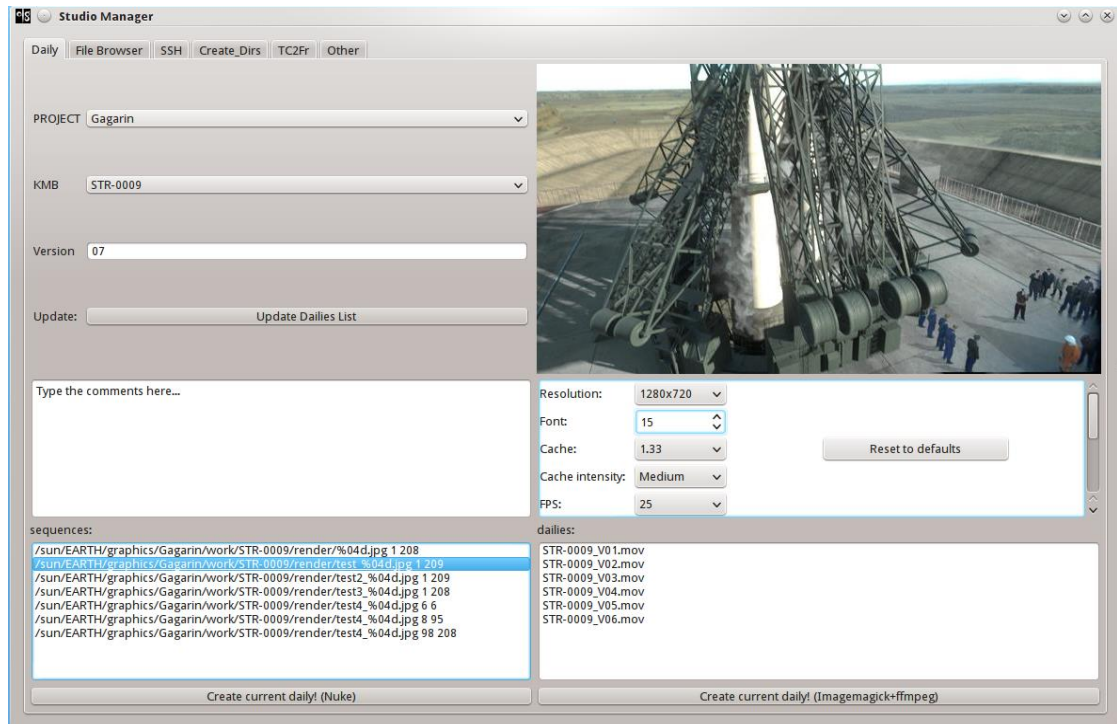 Studio Manager
Daily File Browser SSH Create_Dirs TC2Fr Other
PROJECT Gagarin
KMB STR-0009
Version 07
Update: Update Dailies List
Type the comments here...
Resolution: 1280x720
Font: 15
Cache: 1.33
Reset to defaults
Cache intensity: Medium
FPS: 25
sequences:
/sun/EARTH/graphics/Gagarin/work/STR-0009/render/%04d.jpg 1 208
/sun/EARTH/graphics/Gagarin/work/STR-0009/render/test_%04d.jpg 1 209
/sun/EARTH/graphics/Gagarin/work/STR-0009/render/test2_%04d.jpg 1 209
/sun/EARTH/graphics/Gagarin/work/STR-0009/render/test3_%04d.jpg 1 208
/sun/EARTH/graphics/Gagarin/work/STR-0009/render/test4_%04d.jpg 6 6
/sun/EARTH/graphics/Gagarin/work/STR-0009/render/test4_%04d.jpg 8 95
/sun/EARTH/graphics/Gagarin/work/STR-0009/render/test4_%04d.jpg 98 208
dailies:
STR-0009_V01.mov
STR-0009_V02.mov
STR-0009_V03.mov
STR-0009_V04.mov
STR-0009_V05.mov
STR-0009_V06.mov
Create current daily! (Nuke)
Create current daily! (Imagemagick+ffmpeg)